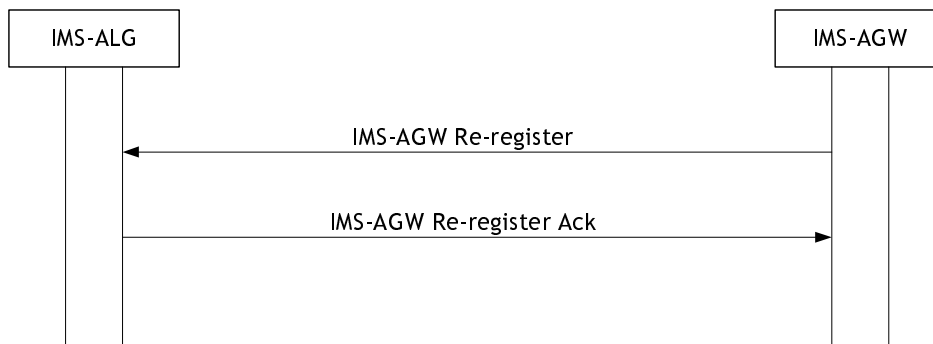 IMS-ALG
IMS-AGW
IMS-AGW Re-register
IMS-AGW Re-register Ack